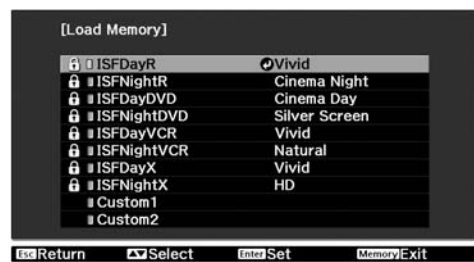 [Load Memory]
ISFDayR Vivid
ISFNightR Cinema Night
ISFDayDVD Cinema Day
ISFNightDVD Silver Screen
ISFDayVCR Vivid
ISFNightVCR Natural
ISFDayX Vivid
ISFNightX HD
Custom1
Custom2
Esc Return Select Enter Set Memory Exit